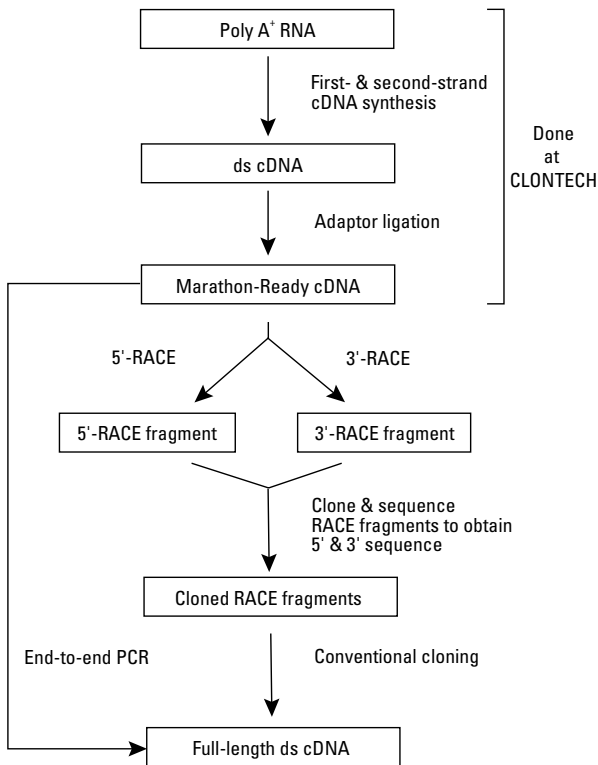 Poly A⁺ RNA
First- & second-strand
cDNA synthesis
Done
at
CLONTECH
ds cDNA
Adaptor ligation
Marathon-Ready cDNA
5'-RACE
3'-RACE
5'-RACE fragment
3'-RACE fragment
Clone & sequence
RACE fragments to obtain
5' & 3' sequence
Cloned RACE fragments
End-to-end PCR
Conventional cloning
Full-length ds cDNA